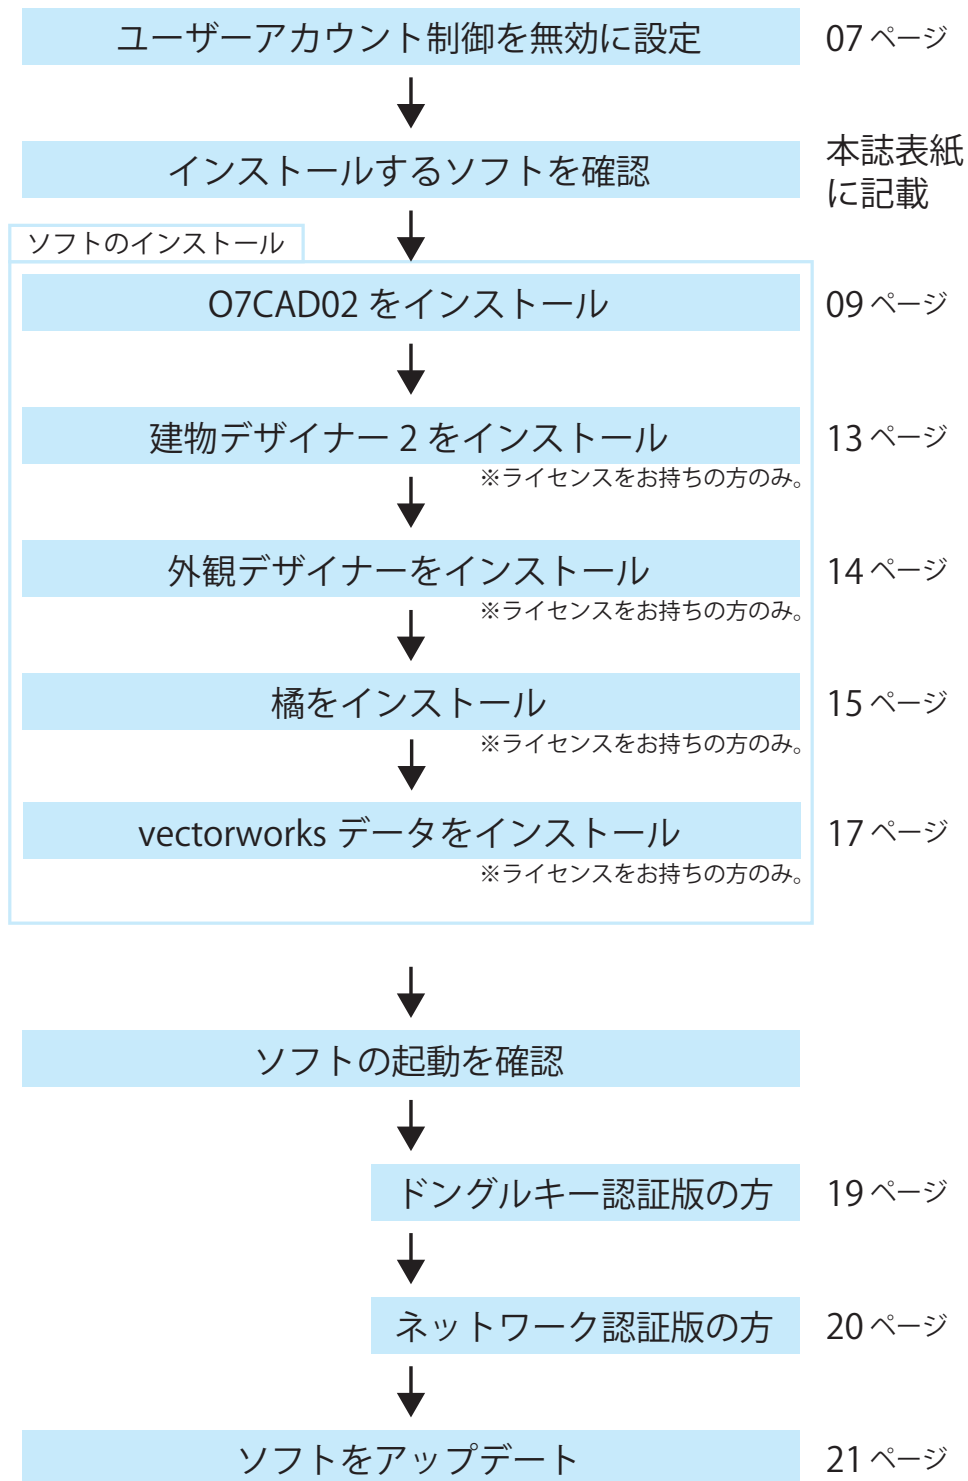 ユーザーアカウント制御を無効に設定 07 ページ
インストールするソフトを確認 本誌表紙
に記載
ソフトのインストール
O7CAD02 をインストール 09 ページ
建物デザイナー 2 をインストール 13 ページ
※ライセンスをお持ちの方のみ。
外観デザイナーをインストール 14 ページ
※ライセンスをお持ちの方のみ。
橘をインストール 15 ページ
※ライセンスをお持ちの方のみ。
vectorworks データをインストール 17 ページ
※ライセンスをお持ちの方のみ。
ソフトの起動を確認
ドングルキー認証版の方 19 ページ
ネットワーク認証版の方 20 ページ
ソフトをアップデート 21 ページ